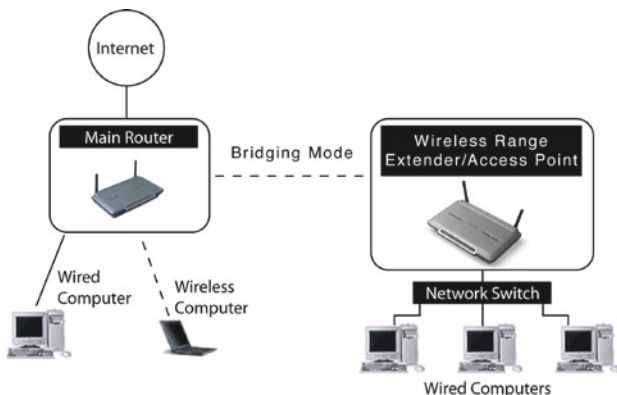 Internet
Main Router
Bridging Mode
Wireless Range
Extender/Access Point
Wired
Computer
Wireless
Computer
Network Switch
Wired Computers